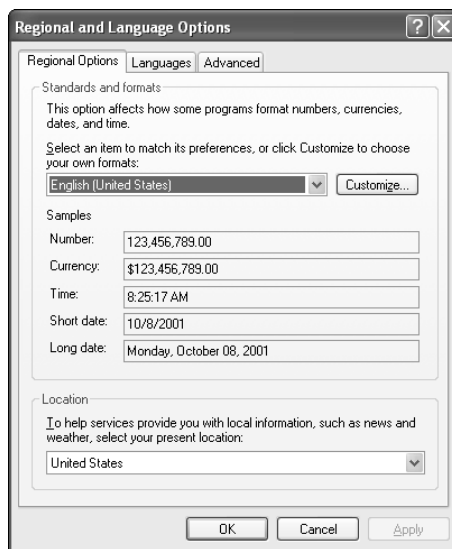 Regional and Language Options
Regional Options Languages Advanced
Standards and formats
This option affects how some programs format numbers, currencies,
dates, and time.
Select an item to match its preferences, or click Customize to choose
your own formats:
English (United States) Customize...
Samples
Number: 123,456,789.00
Currency: $123,456,789.00
Time: 8:25:17 AM
Short date: 10/8/2001
Long date: Monday, October 08, 2001
Location
To help services provide you with local information, such as news and
weather, select your present location:
United States
OK Cancel Apply